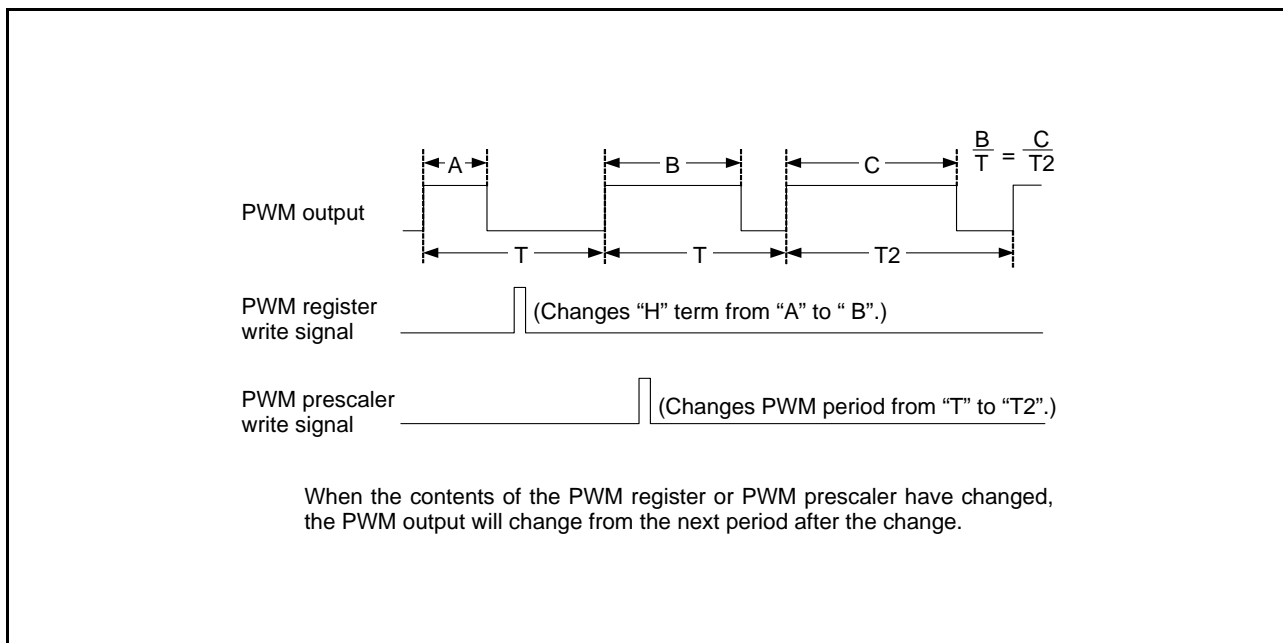 A
B
C
B
T
=
C
T2
PWM output
T
T
T2
PWM register
write signal
(Changes “H” term from “A” to “ B”.)
PWM prescaler
write signal
(Changes PWM period from “T” to “T2”.)
When the contents of the PWM register or PWM prescaler have changed,
the PWM output will change from the next period after the change.